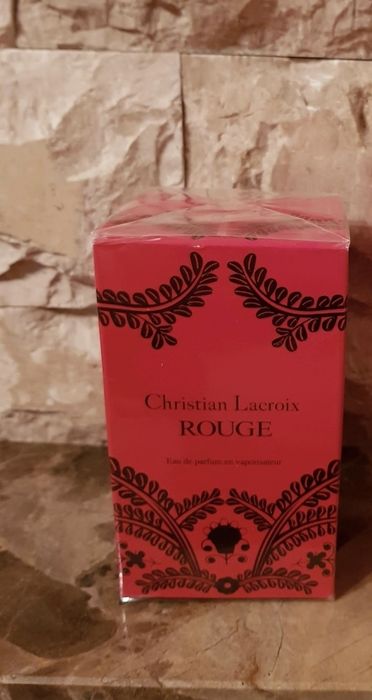 Christian Lacroix
ROUGE
Eau de parfum en vaporisateur